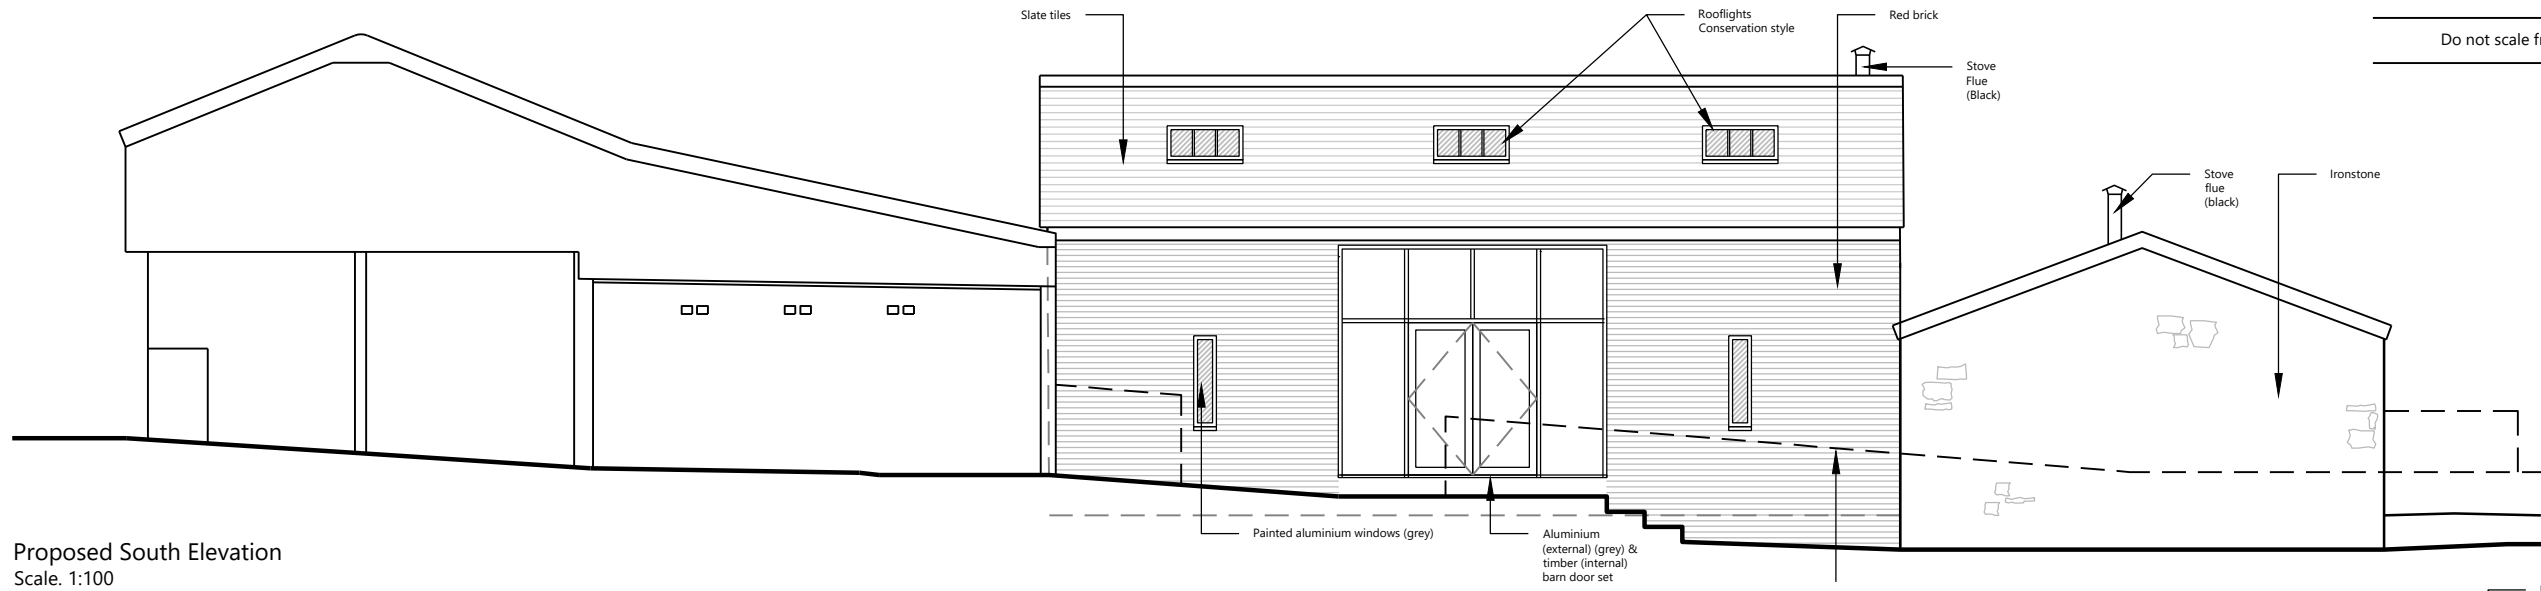 Slate tiles
Rooflights
Conservation style
Red brick
Do not scale
Stove
Flue
(Black)
Stove
flue
(black)
Ironstone
Painted aluminium windows (grey)
Aluminium
(external) (grey) &
timber (internal)
barn door set
Proposed South Elevation
Scale. 1:100